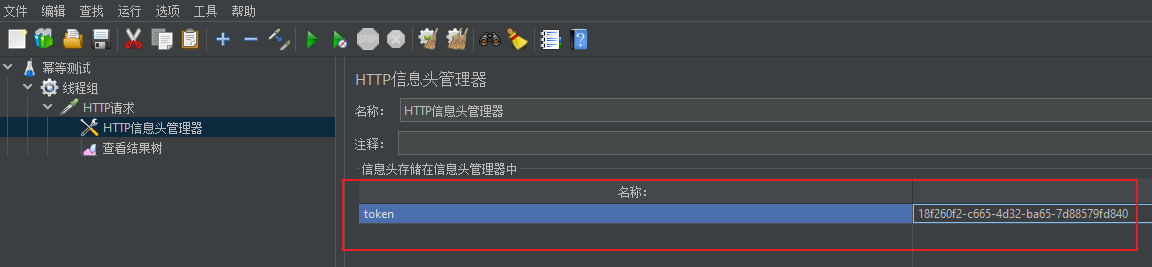 文件 编辑 查找 运行 选项 工具 帮助
STOP
幂等测试
线程组
HTTP请求
HTTP信息头管理器
查看结果树
HTTP信息头管理器
名称： HTTP信息头管理器
注释：
信息头存储在信息头管理器中
名称：
token 18f260f2-c665-4d32-ba65-7d88579fd840